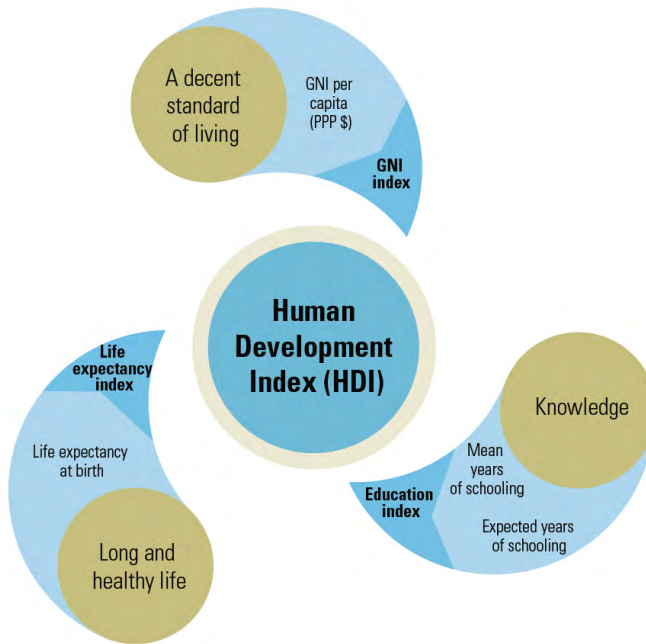 A decent
standard
of living
GNI per
capita
(PPP $)
GNI
index
Human
Development
Index (HDI)
Life
expectancy
index
Life expectancy
at birth
Long and
healthy life
Knowledge
Mean
years
of schooling
Expected years
of schooling
Education
index